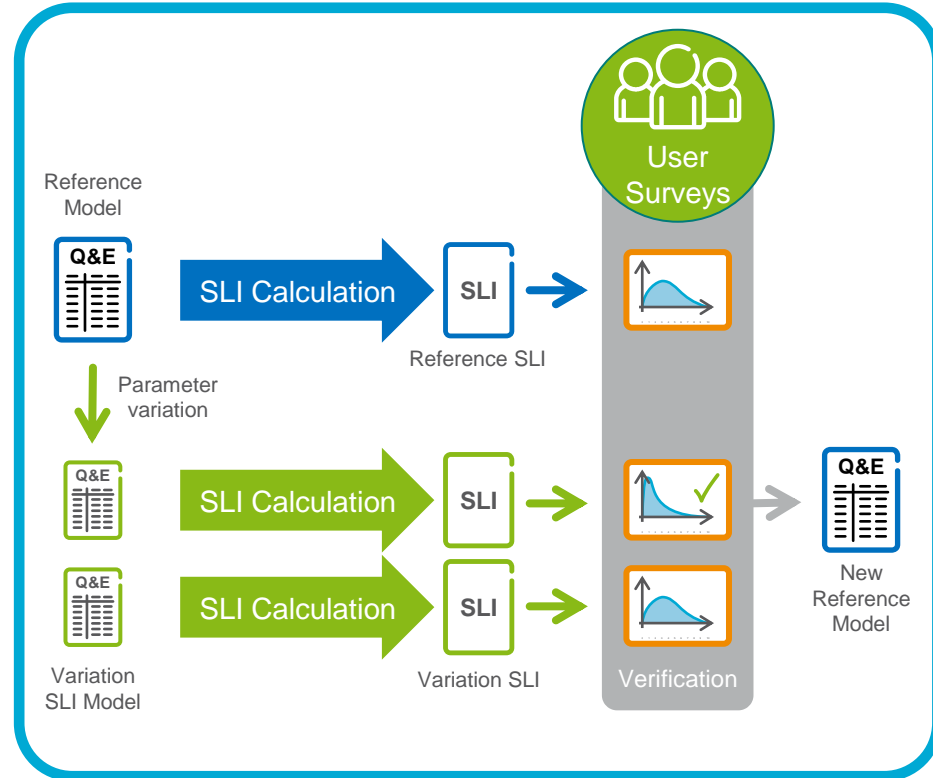 User
Surveys
Reference
Model
Q&E
SLI Calculation
SLI
Reference SLI
Parameter
variation
Q&E
SLI Calculation
SLI
Q&E
New
Reference
Model
Q&E
SLI Calculation
SLI
Variation
SLI Model
Variation SLI
Verification